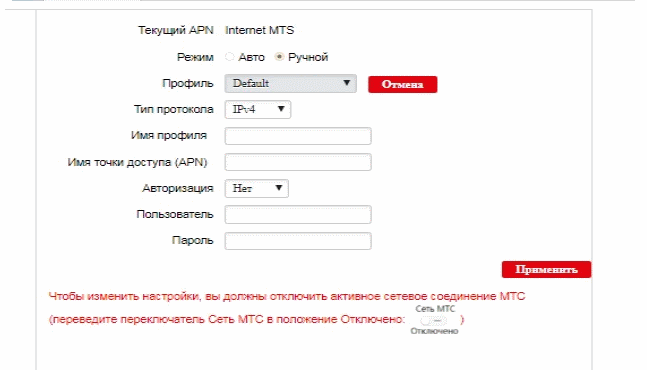 Текущий APN Internet MTS
Режим Авто Ручной
Профиль Default Отмена
Тип протокола IPv4
Имя профиля
Имя точки доступа (APN)
Авторизация Нет
Пользователь
Пароль
Применить
Чтобы изменить настройки, вы должны отключить активное сетевое соединение МТС
Сеть МТС
(переведите переключатель Сеть МТС в положение Отключено: )
Отключено